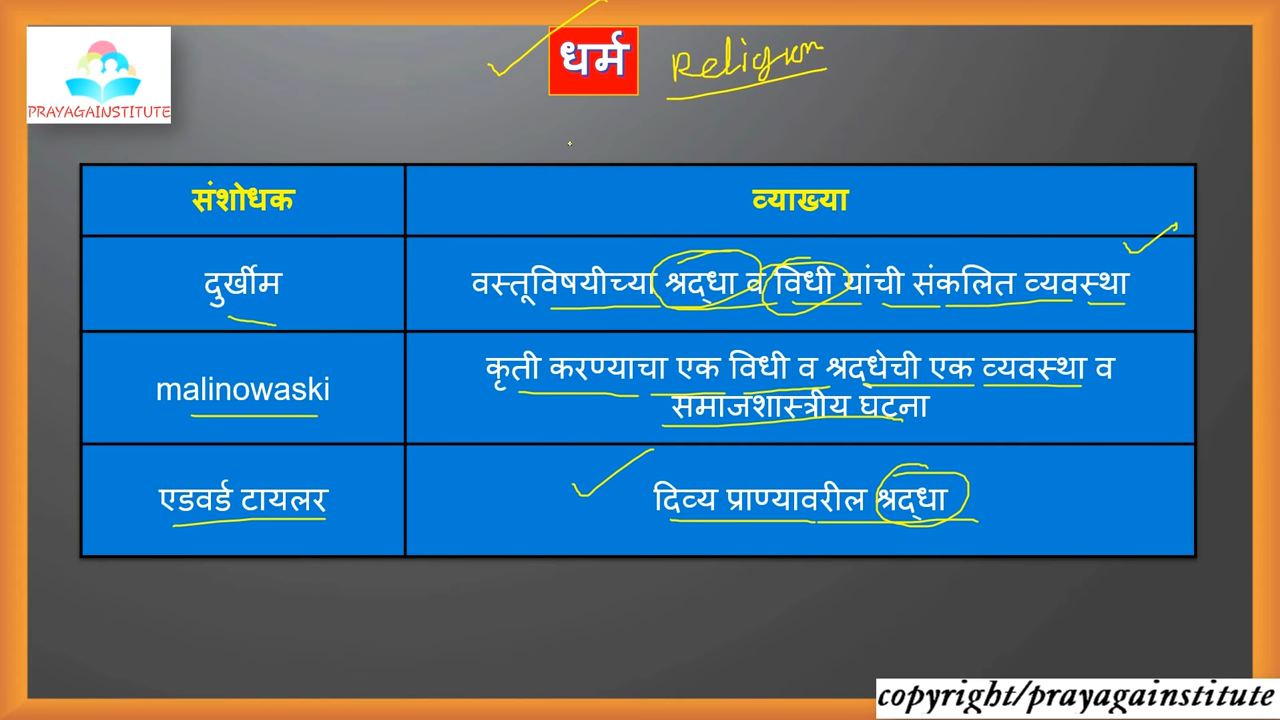 धर्म Religion
PRAYAGAINSTITUTE
संशोधक व्याख्या
दुर्खीम वस्तूविषयीच्या श्रद्धा व विधी यांची संकलित व्यवस्था
malinowaski कृती करण्याचा एक विधी व श्रद्धेची एक व्यवस्था व
समाजशास्त्रीय घटना
एडवर्ड टायलर दिव्य प्राण्यावरील श्रद्धा
copyright/prayagainstitute